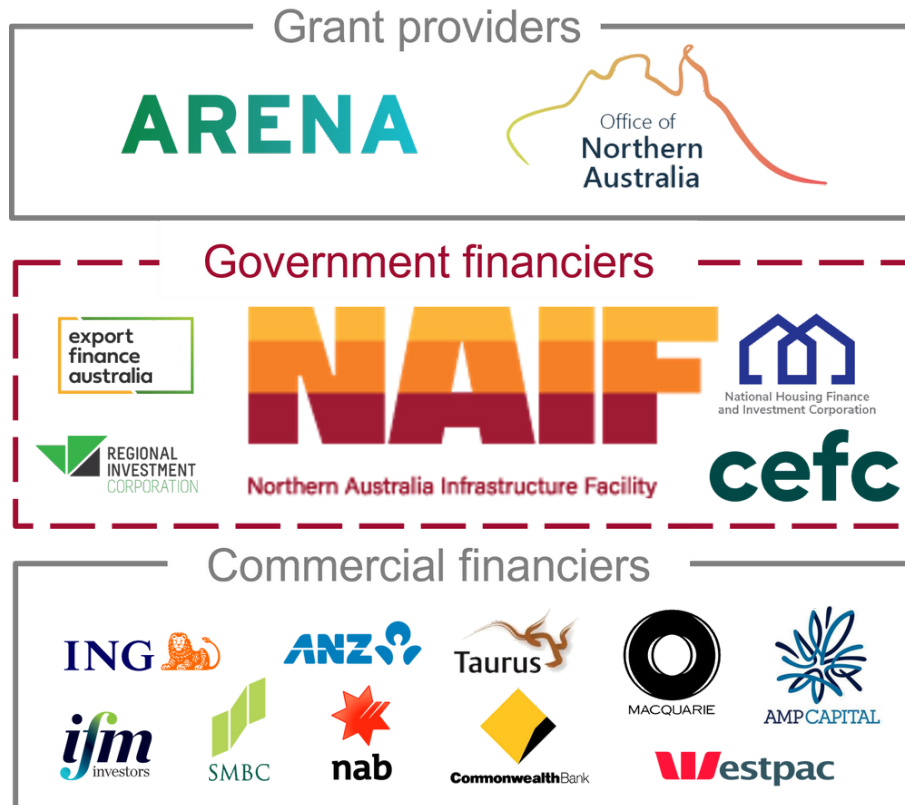 Grant providers
ARENA
Office of
Northern
Australia
Government financiers
export
finance
australia
NAIF
National Housing Finance
and Investment Corporation
REGIONAL
INVESTMENT
CORPORATION
Northern Australia Infrastructure Facility
cefc
Commercial financiers
ING
ANZ
Taurus
MACQUARIE
AMP CAPITAL
ifm
investors
SMBC
nab
CommonwealthBank
Westpac